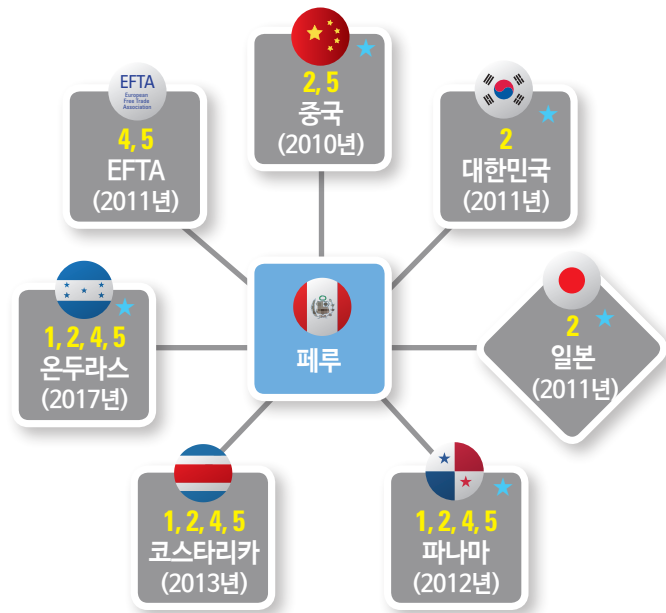 2, 5
중국
(2010년)
EFTA
European
Free Trade
Association
4, 5
EFTA
(2011년)
2
대한민국
(2011년)
페루
1, 2, 4, 5
온두라스
(2017년)
2
일본
(2011년)
1, 2, 4, 5
코스타리카
(2013년)
1, 2, 4, 5
파나마
(2012년)